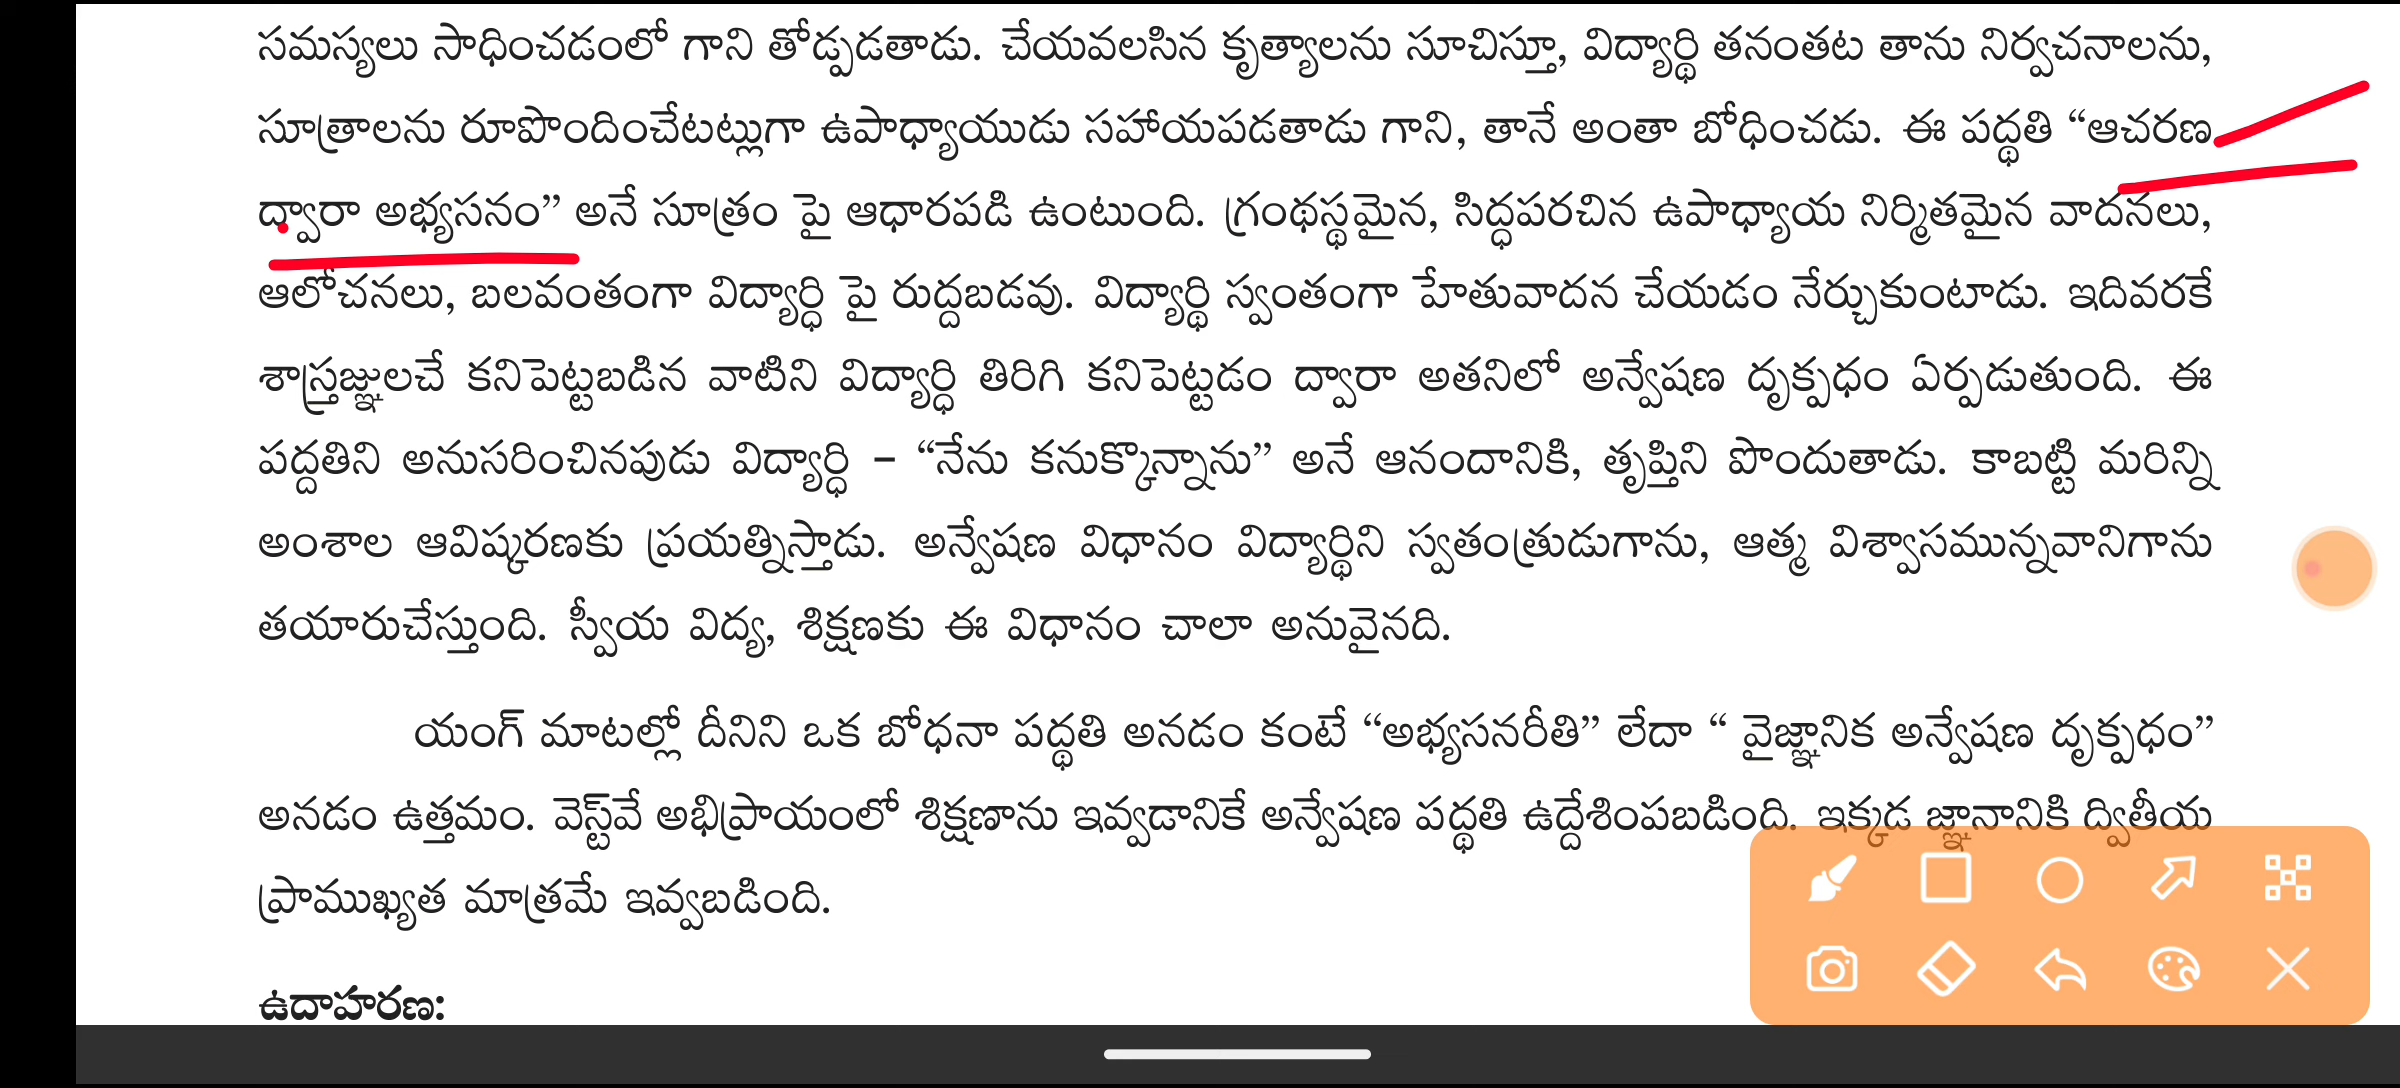 సమస్యలు సాధించడంలో గాని తోడ్పడతాడు. చేయవలసిన కృత్యాలను సూచిస్తూ, విద్యార్థి తనంతట తాను నిర్వచనాలను,
సూత్రాలను రూపొందించేటట్లుగా ఉపాధ్యాయుడు సహాయపడతాడు గాని, తానే అంతా బోధించడు. ఈ పద్ధతి “ఆచరణ
ద్వారా అభ్యసనం” అనే సూత్రం పై ఆధారపడి ఉంటుంది. గ్రంథస్థమైన, సిద్ధపరచిన ఉపాధ్యాయ నిర్మితమైన వాదనలు,
ఆలోచనలు, బలవంతంగా విద్యార్ధి పై రుద్దబడవు. విద్యార్థి స్వంతంగా హేతువాదన చేయడం నేర్చుకుంటాడు. ఇదివరకే
శాస్త్రజ్ఞులచే కనిపెట్టబడిన వాటిని విద్యార్ధి తిరిగి కనిపెట్టడం ద్వారా అతనిలో అన్వేషణ దృక్పధం ఏర్పడుతుంది. ఈ
పద్దతిని అనుసరించినపుడు విద్యార్ధి – “నేను కనుక్కొన్నాను” అనే ఆనందానికి, తృప్తిని పొందుతాడు. కాబట్టి మరిన్ని
అంశాల ఆవిష్కరణకు ప్రయత్నిస్తాడు. అన్వేషణ విధానం విద్యార్థిని స్వతంత్రుడుగాను, ఆత్మ విశ్వాసమున్నవానిగాను
తయారుచేస్తుంది. స్వీయ విద్య, శిక్షణకు ఈ విధానం చాలా అనువైనది.
యంగ్ మాటల్లో దీనిని ఒక బోధనా పద్ధతి అనడం కంటే “అభ్యసనరీతి” లేదా “ వైజ్ఞానిక అన్వేషణ దృక్పధం”
అనడం ఉత్తమం. వెస్ట్‌వే అభిప్రాయంలో శిక్షణాను ఇవ్వడానికే అన్వేషణ పద్ధతి ఉద్దేశింపబడింది. ఇక్కడ జ్ఞానానికి ద్వితీయ
ప్రాముఖ్యత మాత్రమే ఇవ్వబడింది.
ఉదాహరణ: